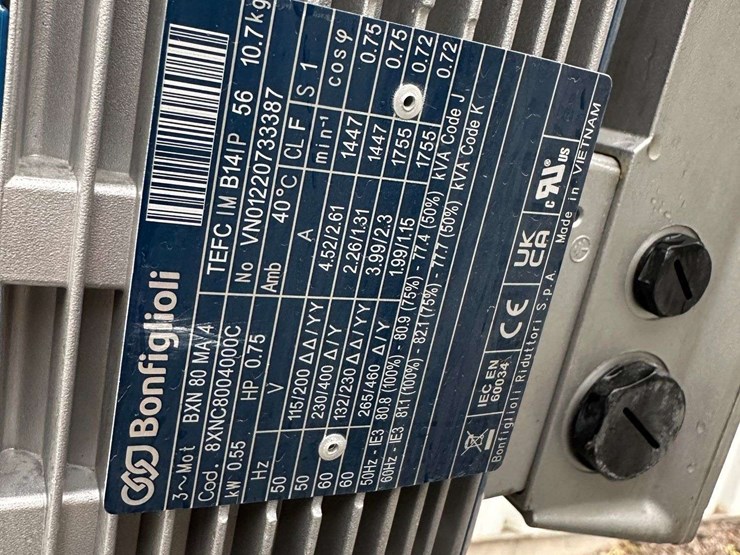 Bonfiglioli
3~Mot BXN 80 MA 4 TEFC IM B14 IP 56 10.7kg
Cod. 8XNC8004000C No VN01220733387
kW 0.55 HP 0.75 Amb 40°C CL F S 1
Hz V A min⁻¹ cos φ
50 115/200 ΔΔ/YY 4.52/2.61 1447 0.75
50 230/400 Δ/Y 2.26/1.31 1447 0.75
60 132/230 ΔΔ/YY 3.99/2.3 1755 0.72
60 265/460 Δ/Y 1.99/1.15 1755 0.72
50Hz - IE3 80.8 (100%) - 80.9 (75%) - 77.4 (50%) kVA Code J
60Hz - IE3 81.1 (100%) - 82.1 (75%) - 77.7 (50%) kVA Code K
IEC EN 60034 CE UK CA c RU ® US
Bonfiglioli Riduttori S.p.A. Made in VIETNAM